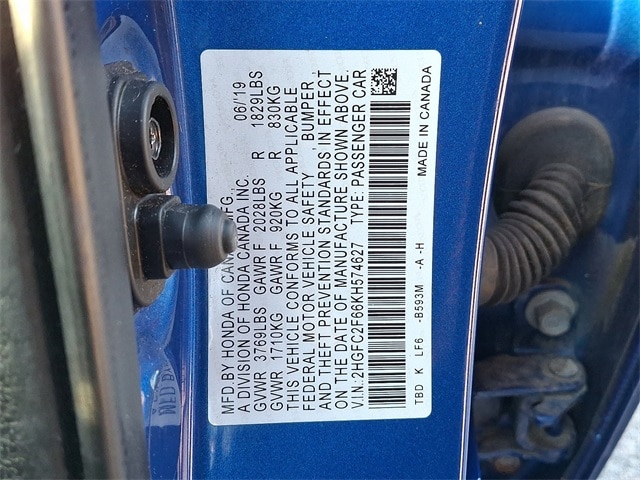 MFD.BY HONDA OF CANADA MFG., 06/'19
A DIVISION OF HONDA CANADA INC.
GVWR 3769LBS GAWR F 2028LBS R 1829LBS
GVWR 1710KG GAWR F 920KG R 830KG
THIS VEHICLE CONFORMS TO ALL APPLICABLE
FEDERAL MOTOR VEHICLE SAFETY , BUMPER,
AND THEFT PREVENTION STANDARDS IN EFFECT
ON THE DATE OF MANUFACTURE SHOWN ABOVE.
V.I.N.:2HGFC2F66KH574627 TYPE: PASSENGER CAR
TBD K LF6 -B593M -A -H MADE IN CANADA